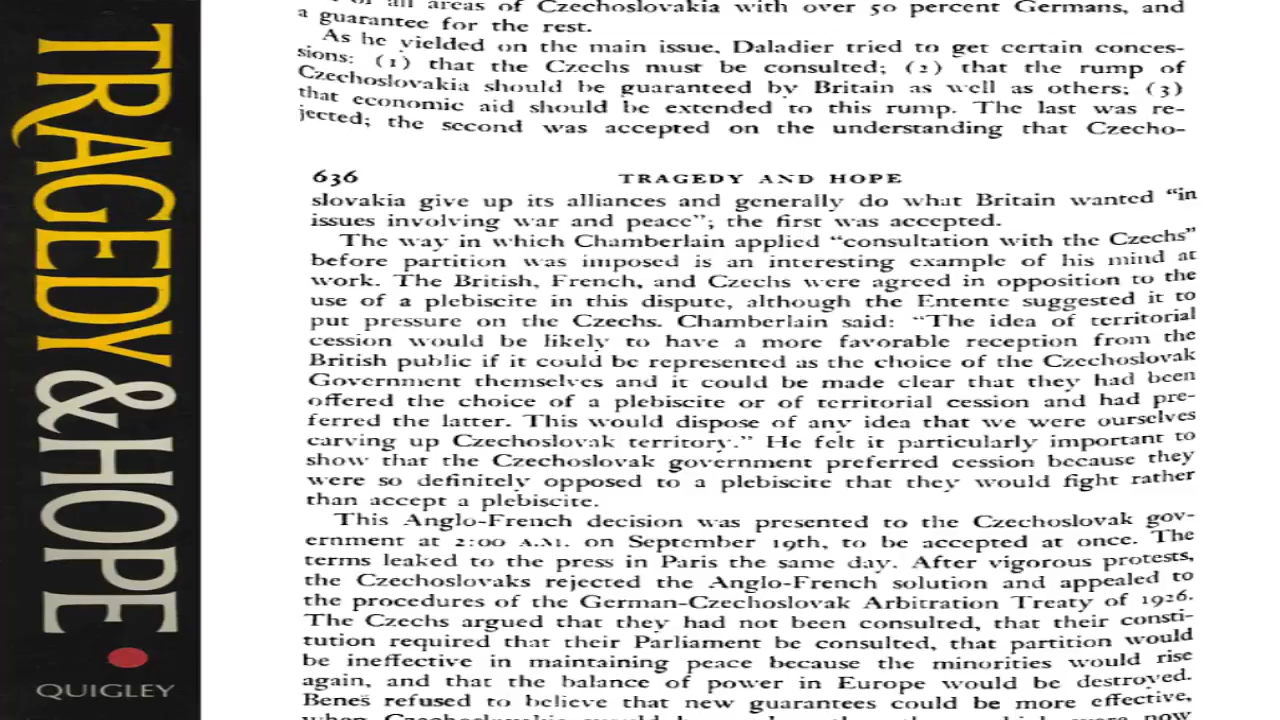 TRAGEDY & HOPE
QUIGLEY
of all areas of Czechoslovakia with over 50 percent Germans, and
a guarantee for the rest.
As he yielded on the main issue, Daladier tried to get certain conces-
sions: (1) that the Czechs must be consulted; (2) that the rump of
Czechoslovakia should be guaranteed by Britain as well as others; (3)
that economic aid should be extended to this rump. The last was re-
jected; the second was accepted on the understanding that Czecho-
636 TRAGEDY AND HOPE
slovakia give up its alliances and generally do what Britain wanted “in
issues involving war and peace”; the first was accepted.
The way in which Chamberlain applied “consultation with the Czechs”
before partition was imposed is an interesting example of his mind at
work. The British, French, and Czechs were agreed in opposition to the
use of a plebiscite in this dispute, although the Entente suggested it to
put pressure on the Czechs. Chamberlain said: “The idea of territorial
cession would be likely to have a more favorable reception from the
British public if it could be represented as the choice of the Czechoslovak
Government themselves and it could be made clear that they had been
offered the choice of a plebiscite or of territorial cession and had pre-
ferred the latter. This would dispose of any idea that we were ourselves
carving up Czechoslovak territory.” He felt it particularly important to
show that the Czechoslovak government preferred cession because they
were so definitely opposed to a plebiscite that they would fight rather
than accept a plebiscite.
This Anglo-French decision was presented to the Czechoslovak gov-
ernment at 2:00 A.M. on September 19th, to be accepted at once. The
terms leaked to the press in Paris the same day. After vigorous protests,
the Czechoslovaks rejected the Anglo-French solution and appealed to
the procedures of the German-Czechoslovak Arbitration Treaty of 1926.
The Czechs argued that they had not been consulted, that their consti-
tution required that their Parliament be consulted, that partition would
be ineffective in maintaining peace because the minorities would rise
again, and that the balance of power in Europe would be destroyed.
Beneš refused to believe that new guarantees could be more effective,